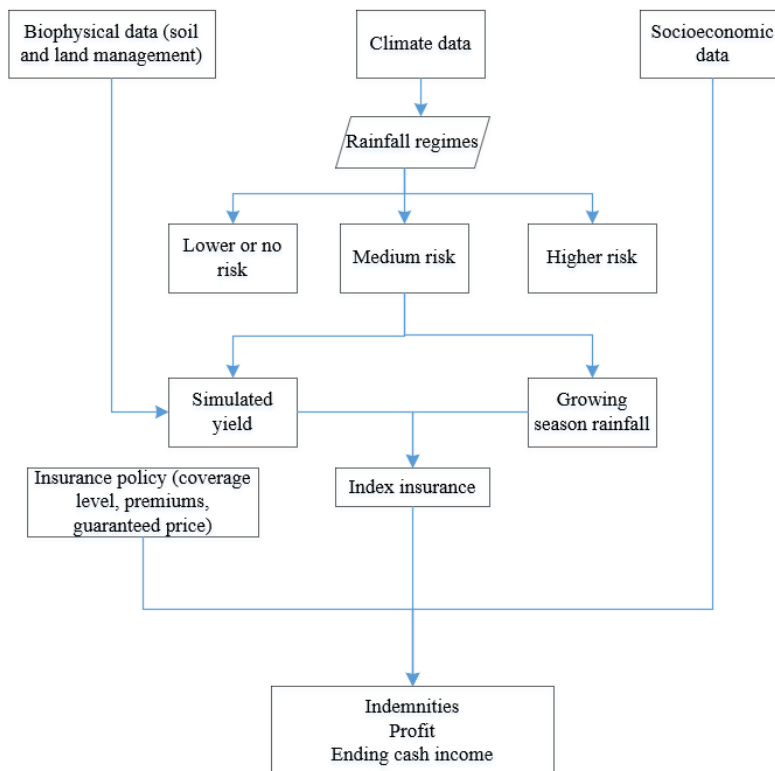 Biophysical data (soil
and land management)
Climate data
Socioeconomic
data
Rainfall regimes
Lower or no
risk
Medium risk
Higher risk
Simulated
yield
Growing
season rainfall
Insurance policy (coverage
level, premiums,
guaranteed price)
Index insurance
Indemnities
Profit
Ending cash income